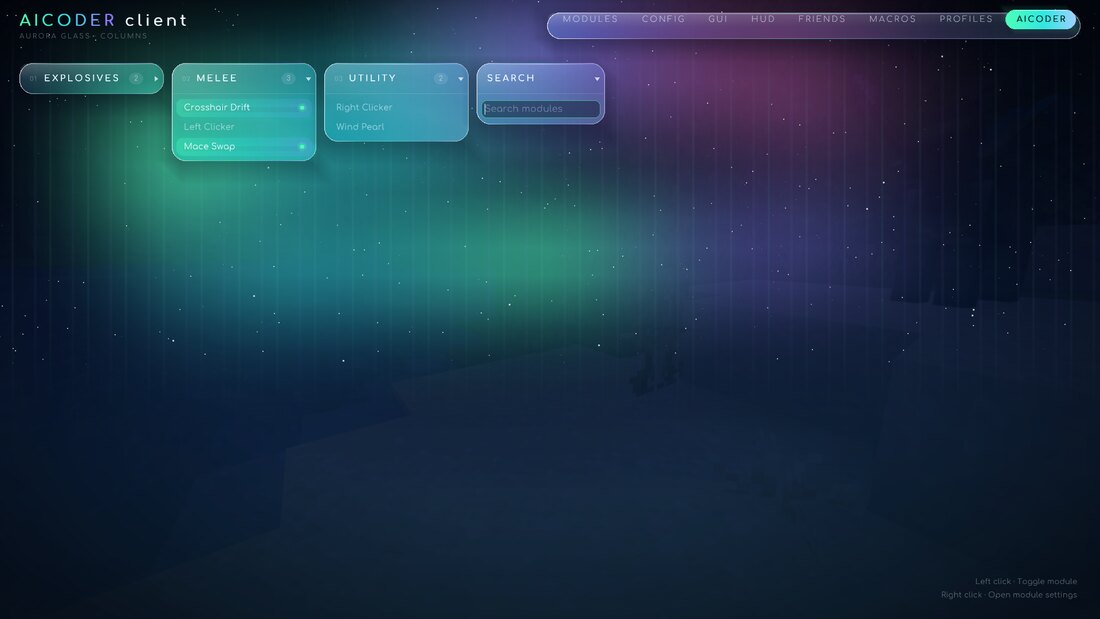 AICODER client
AURORA GLASS · COLUMNS
MODULES CONFIG GUI HUD FRIENDS MACROS PROFILES AICODER
01 EXPLOSIVES 2
02 MELEE 3
Crosshair Drift
Left Clicker
Mace Swap
03 UTILITY 2
Right Clicker
Wind Pearl
SEARCH
Search modules
Left click · Toggle module
Right click · Open module settings